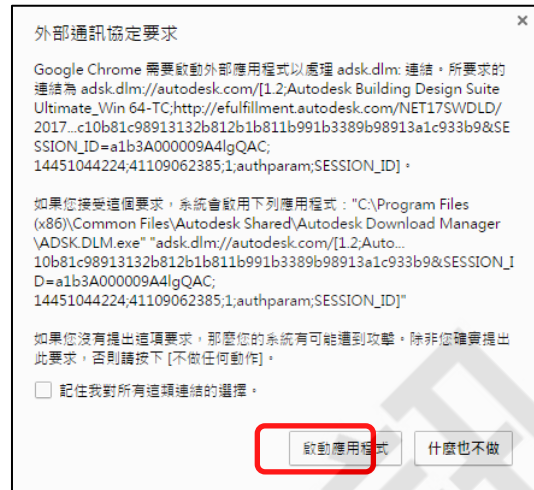 外部通訊協定要求
Google Chrome 需要啟動外部應用程式以處理 adsk.dlm: 連結。所要求的
連結為 adsk.dlm://autodesk.com/[1.2;Autodesk Building Design Suite
Ultimate_Win 64-TC;http://efulfillment.autodesk.com/NET17SWDLD/
2017...c10b81c98913132b812b1b811b991b3389b98913a1c933b9&SE
SSION_ID=a1b3A000009A4lgQAC;
14451044224;41109062385;1;authparam;SESSION_ID]。
如果您接受這個要求,系統會啟用下列應用程式:"C:\Program Files
(x86)\Common Files\Autodesk Shared\Autodesk Download Manager
\ADSK.DLM.exe" "adsk.dlm://autodesk.com/[1.2;Auto...
10b81c98913132b812b1b811b991b3389b98913a1c933b9&SESSION_I
D=a1b3A000009A4lgQAC;
14451044224;41109062385;1;authparam;SESSION_ID]"
如果您沒有提出這項要求,那麼您的系統有可能遭到攻擊。除非您確實提出
此要求,否則請按下 [不做任何動作]。
記住我對所有這類連結的選擇。
啟動應用程式 什麼也不做